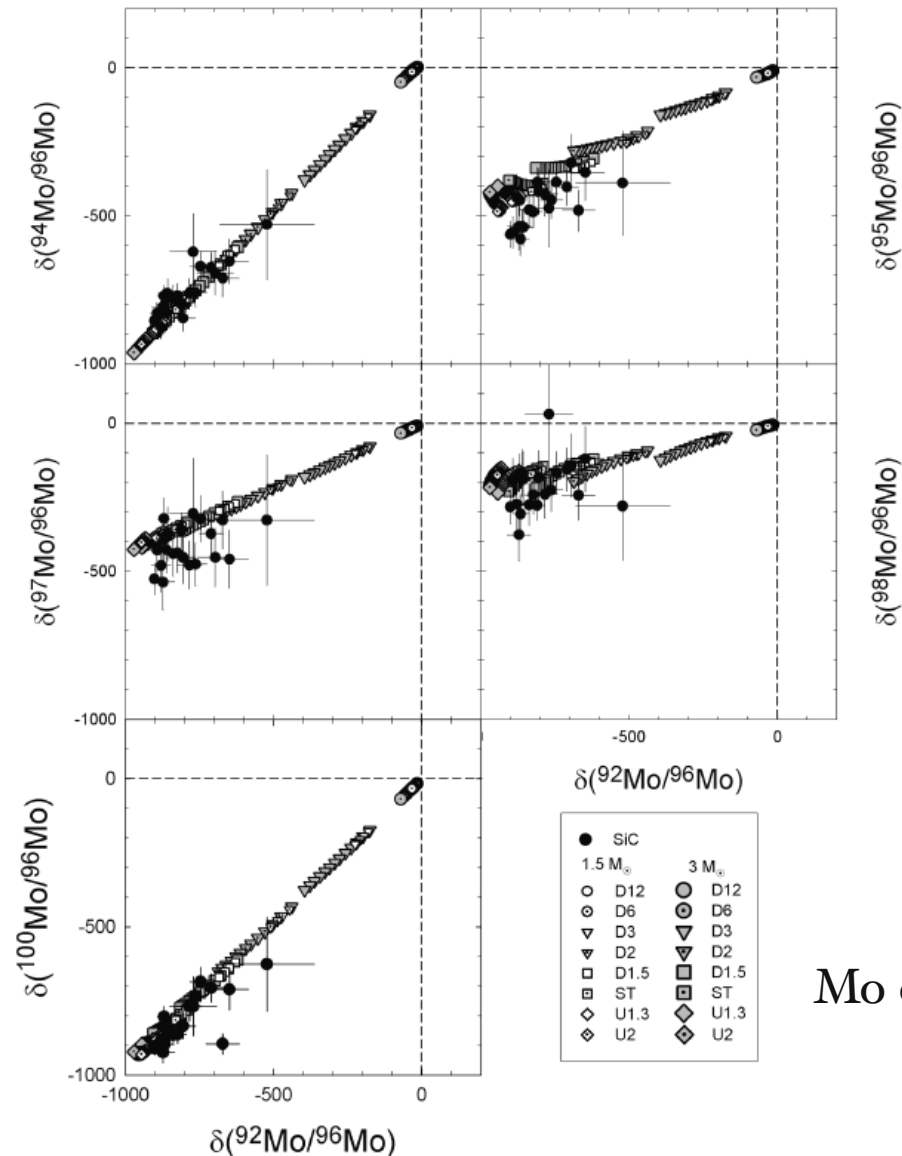 0
-500
-1000
δ(⁹⁴Mo/⁹⁶Mo)
δ(⁹⁵Mo/⁹⁶Mo)
0
-500
-1000
δ(⁹⁷Mo/⁹⁶Mo)
δ(⁹⁸Mo/⁹⁶Mo)
-500 0
δ(⁹²Mo/⁹⁶Mo)
0
-500
-1000
δ(¹⁰⁰Mo/⁹⁶Mo)
-1000 -500 0
δ(⁹²Mo/⁹⁶Mo)
SiC
1.5 M☉ 3 M☉
D12 D12
D6 D6
D3 D3
D2 D2
D1.5 D1.5
ST ST
U1.3 U1.3
U2 U2
Mo